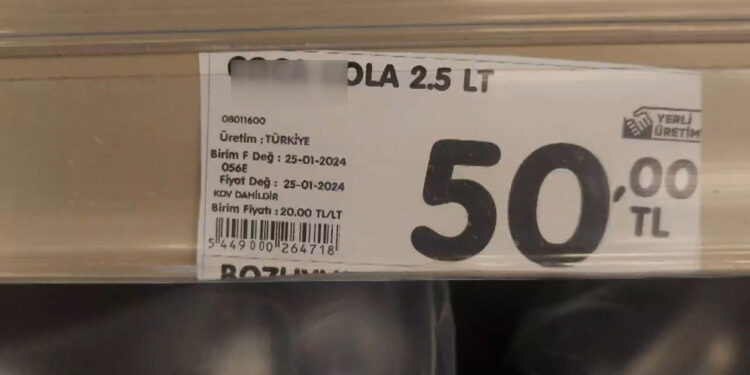 COLA 2.5 LT
08011600
Üretim : TÜRKİYE
Birim F Değ : 25-01-2024
056E
Fiyat Değ : 25-01-2024
KDV DAHİLDİR
Birim Fiyatı : 20.00 TL/LT
5 449000 264718
YERLİ
ÜRETİM
50,00
TL